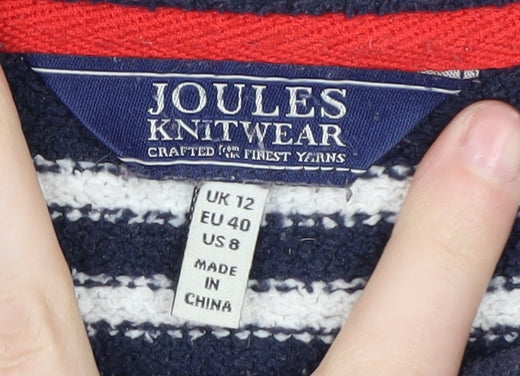 JOULES
KNITWEAR
CRAFTED from the FINEST YARNS
UK 12
EU 40
US 8
MADE
IN
CHINA